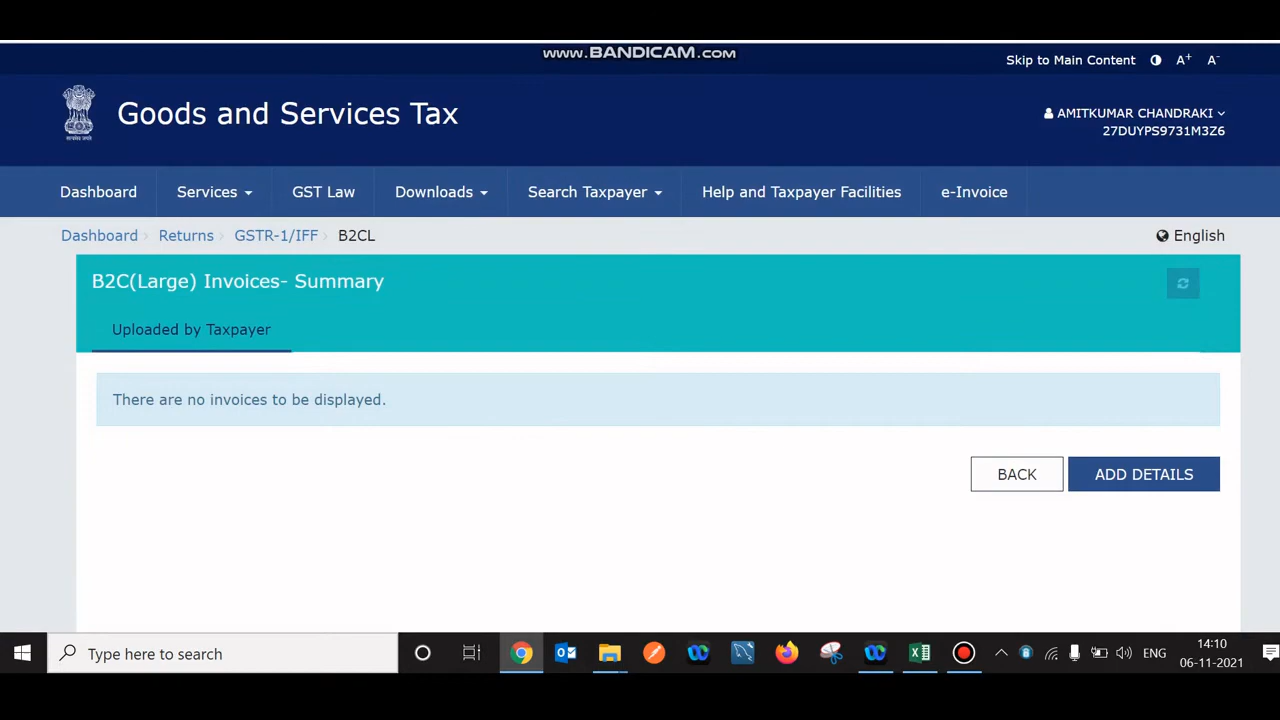 www.BANDICAM.com
Skip to Main Content A+ A-
Goods and Services Tax
AMITKUMAR CHANDRAKI
27DUYPS9731M3Z6
Dashboard Services GST Law Downloads Search Taxpayer Help and Taxpayer Facilities e-Invoice
Dashboard Returns GSTR-1/IFF B2CL English
B2C(Large) Invoices- Summary
Uploaded by Taxpayer
There are no invoices to be displayed.
BACK ADD DETAILS
Type here to search
ENG
14:10
06-11-2021